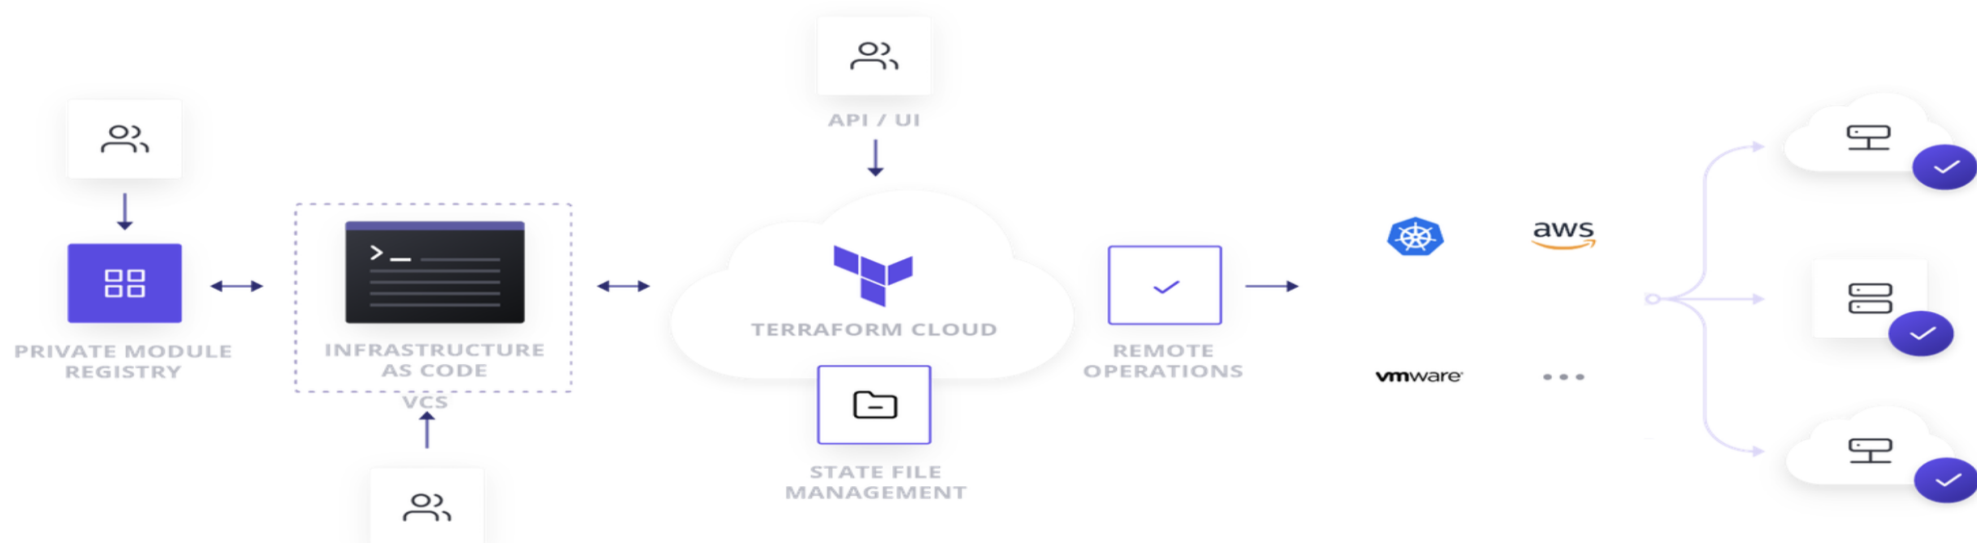 API / UI
PRIVATE MODULE
REGISTRY
INFRASTRUCTURE
AS CODE
VCS
TERRAFORM CLOUD
STATE FILE
MANAGEMENT
REMOTE
OPERATIONS
aws
vmware